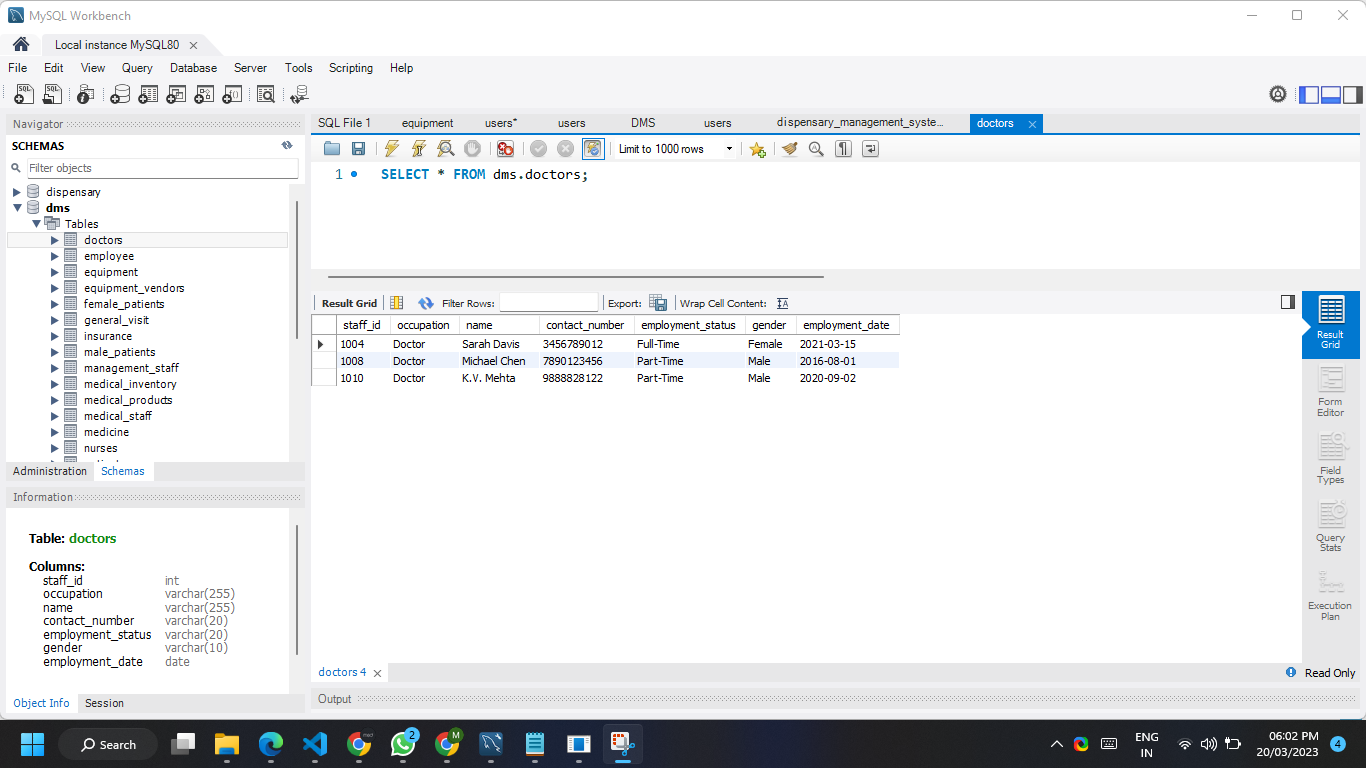 MySQL Workbench
Local instance MySQL80
File Edit View Query Database Server Tools Scripting Help
Navigator
SCHEMAS
Filter objects
dispensary
dms
Tables
doctors
employee
equipment
equipment_vendors
female_patients
general_visit
insurance
male_patients
management_staff
medical_inventory
medical_products
medical_staff
medicine
nurses
Administration Schemas
Information
Table: doctors
Columns:
staff_id int
occupation varchar(255)
name varchar(255)
contact_number varchar(20)
employment_status varchar(20)
gender varchar(10)
employment_date date
Object Info Session
SQL File 1 equipment users* users DMS users dispensary_management_syste... doctors
Limit to 1000 rows
1 SELECT * FROM dms.doctors;
Result Grid Filter Rows: Export: Wrap Cell Content:
staff_id occupation name contact_number employment_status gender employment_date
1004 Doctor Sarah Davis 3456789012 Full-Time Female 2021-03-15
1008 Doctor Michael Chen 7890123456 Part-Time Male 2016-08-01
1010 Doctor K.V. Mehta 9888828122 Part-Time Male 2020-09-02
Result
Grid
Form
Editor
Field
Types
Query
Stats
Execution
Plan
doctors 4
Read Only
Output
Search
2
M
ENG
IN
06:02 PM
20/03/2023
4